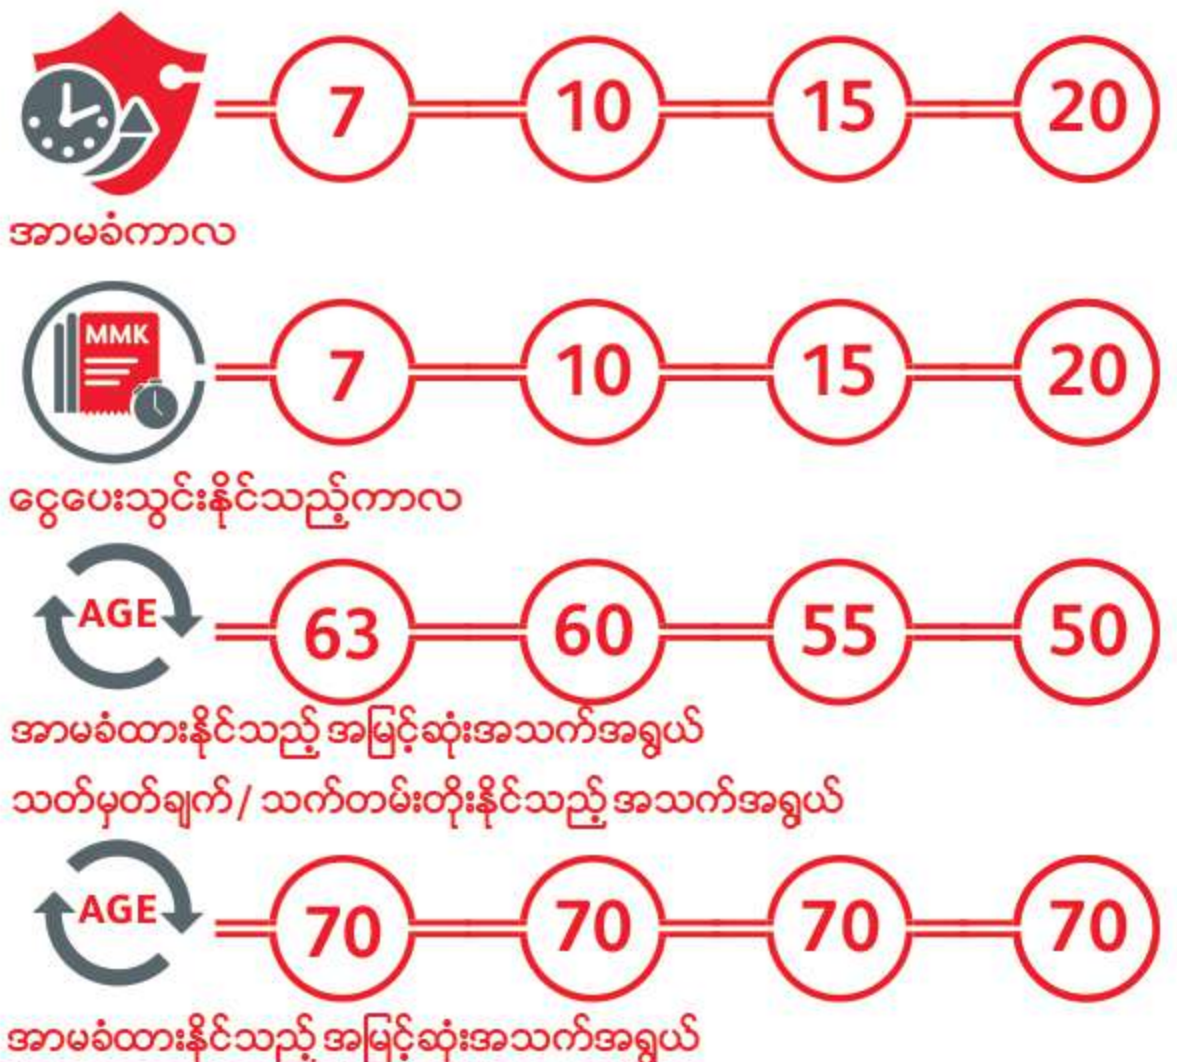 7 10 15 20
အာမခံကာလ
MMK
7 10 15 20
ငွေပေးသွင်းနိုင်သည့်ကာလ
AGE 63 60 55 50
အာမခံထားနိုင်သည့် အမြင့်ဆုံးအသက်အရွယ်
သတ်မှတ်ချက် / သက်တမ်းတိုးနိုင်သည့် အသက်အရွယ်
AGE 70 70 70 70
အာမခံထားနိုင်သည့် အမြင့်ဆုံးအသက်အရွယ်